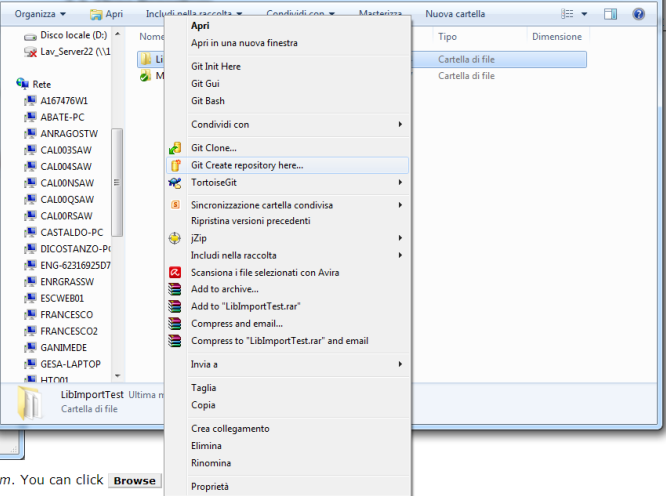 Organizza Apri Includi nella raccolta Condividi con Masterizza Nuova cartella
Nome Tipo Dimensione
Disco locale (D:)
Lav_Server22 (\\1
Li Cartella di file
M Cartella di file
Rete
A167476W1
ABATE-PC
ANRAGOSTW
CAL003SAW
CAL004SAW
CAL00NSAW
CAL00QSAW
CAL00RSAW
CASTALDO-PC
DICOSTANZO-P
ENG-62316925D7
ENRGRASSW
ESCWEB01
FRANCESCO
FRANCESCO2
GANIMEDE
GESA-LAPTOP
HTO01
Apri
Apri in una nuova finestra
Git Init Here
Git Gui
Git Bash
Condividi con
Git Clone...
Git Create repository here...
TortoiseGit
Sincronizzazione cartella condivisa
Ripristina versioni precedenti
jZip
Includi nella raccolta
Scansiona i file selezionati con Avira
Add to archive...
Add to "LibImportTest.rar"
Compress and email...
Compress to "LibImportTest.rar" and email
Invia a
Taglia
Copia
Crea collegamento
Elimina
Rinomina
Proprietà
LibImportTest Ultima m
Cartella di file
m. You can click Browse